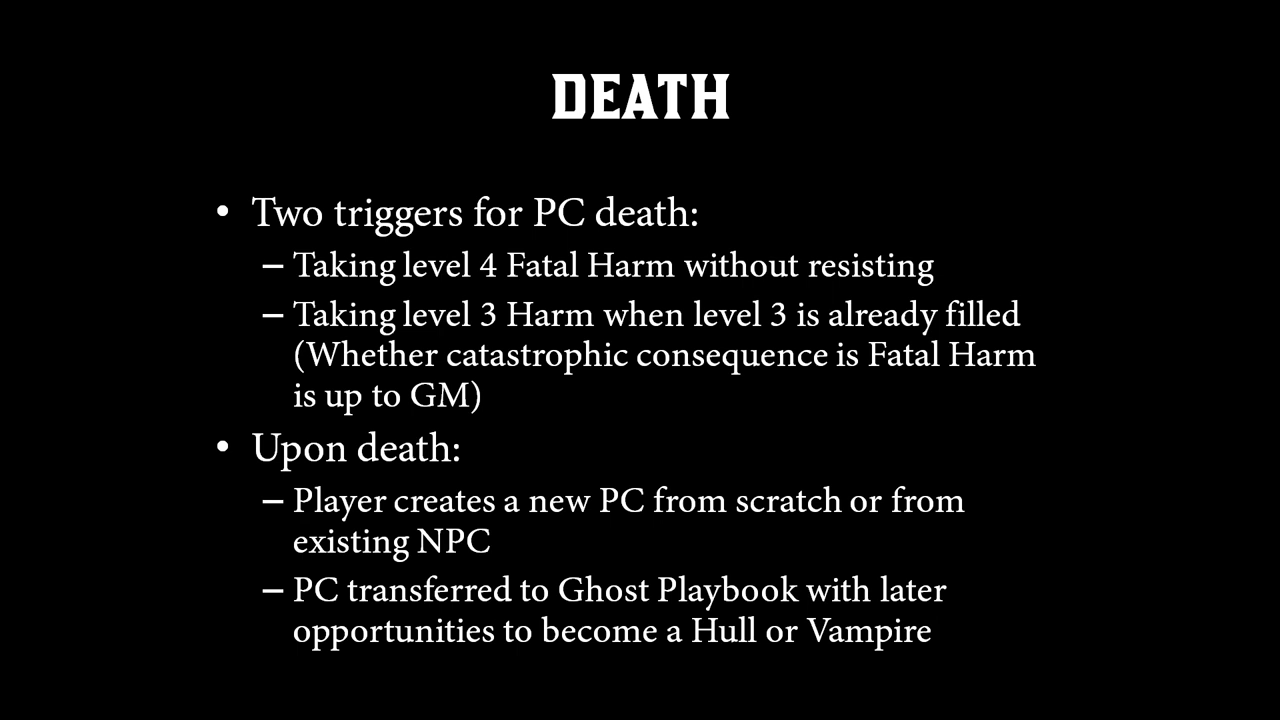 DEATH
• Two triggers for PC death:
– Taking level 4 Fatal Harm without resisting
– Taking level 3 Harm when level 3 is already filled
(Whether catastrophic consequence is Fatal Harm
is up to GM)
• Upon death:
– Player creates a new PC from scratch or from
existing NPC
– PC transferred to Ghost Playbook with later
opportunities to become a Hull or Vampire